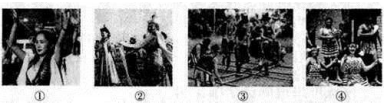 ① ② ③ ④